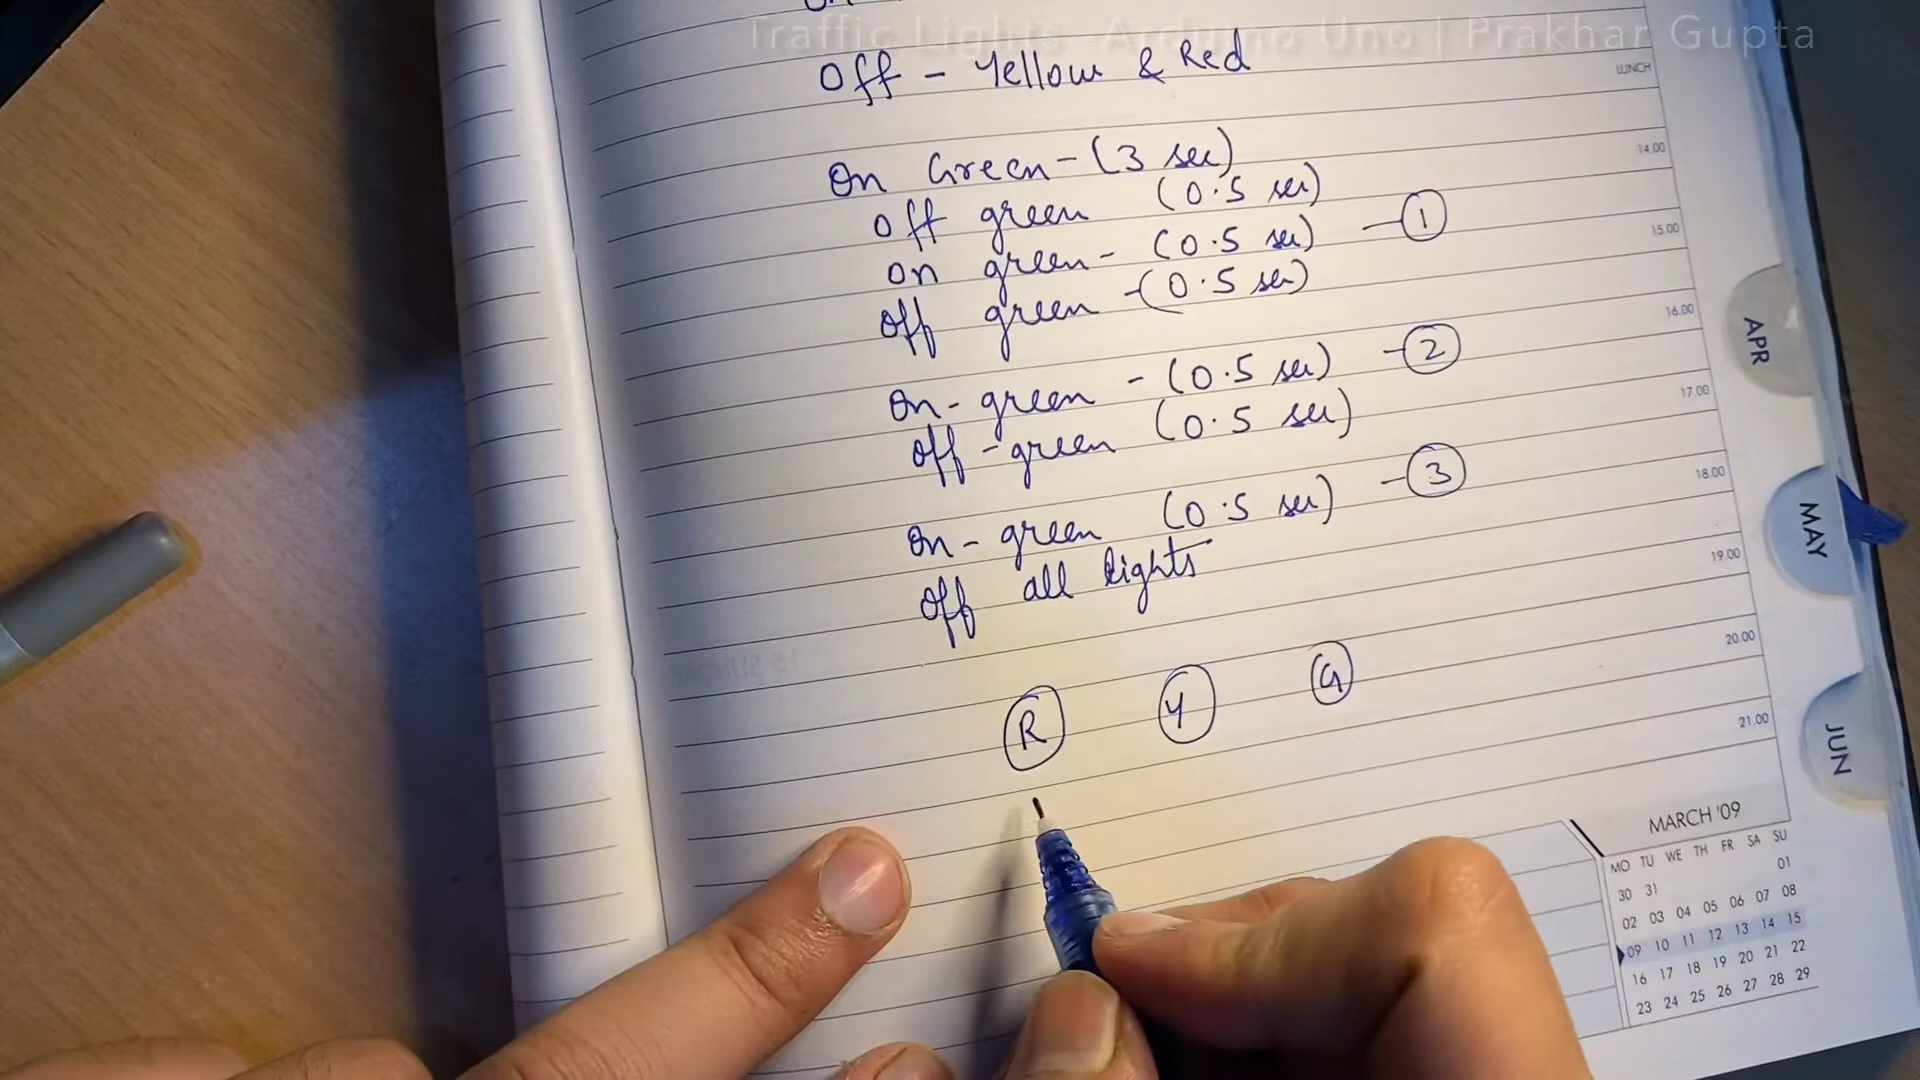 Traffic Lights - Arduino Uno | Prakhar Gupta
Off - Yellow & Red
LUNCH
On Green - (3 sec)
14.00
Off green (0.5 sec)
on green - (0.5 sec) - 1
15.00
off green - (0.5 sec)
16.00
On - green - (0.5 sec) - 2
off - green (0.5 sec)
17.00
On - green (0.5 sec) - 3
18.00
off all lights
19.00
20.00
R Y G
21.00
APR
MAY
JUN
MARCH '09
MO TU WE TH FR SA SU
01
30 31
02 03 04 05 06 07 08
09 10 11 12 13 14 15
16 17 18 19 20 21 22
23 24 25 26 27 28 29